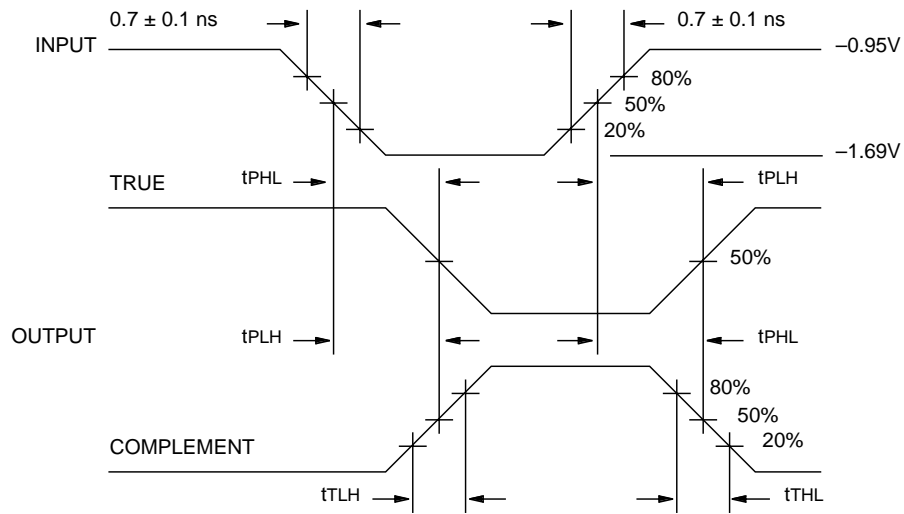 0.7 ± 0.1 ns
0.7 ± 0.1 ns
INPUT
–0.95V
80%
50%
20%
–1.69V
tPHL
tPLH
TRUE
50%
OUTPUT
tPLH
tPHL
80%
50%
20%
COMPLEMENT
tTLH
tTHL